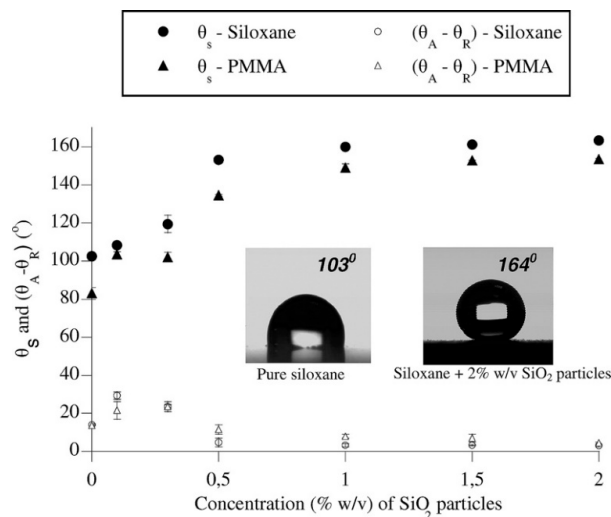 θs - Siloxane (θA - θR) - Siloxane
θs - PMMA (θA - θR) - PMMA
160
140
120
100
80
60
40
20
0
θs and (θA-θR) (°)
103⁰
164⁰
Pure siloxane
Siloxane + 2% w/v SiO₂ particles
0 0,5 1 1,5 2
Concentration (% w/v) of SiO₂ particles